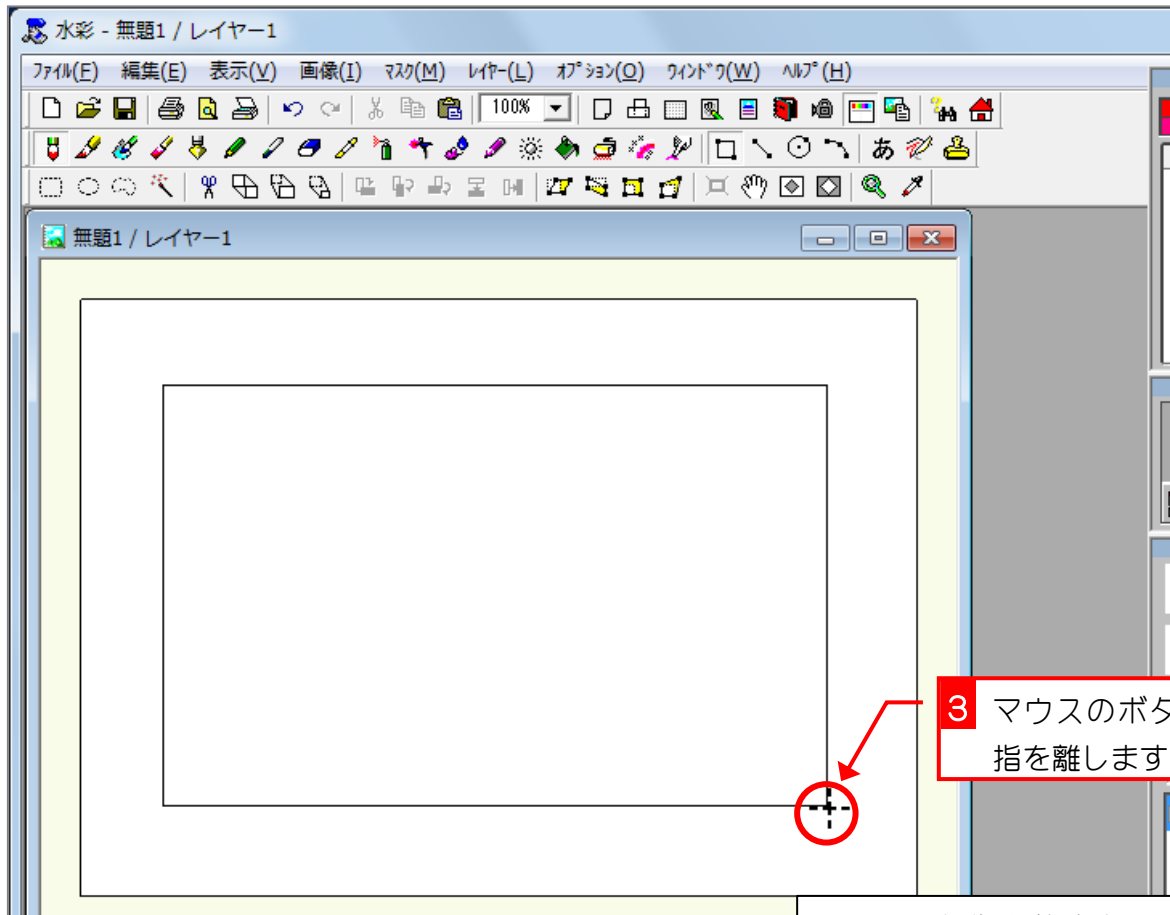 水彩 - 無題1 / レイヤー1
ﾌｧｲﾙ(F) 編集(E) 表示(V) 画像(I) ﾏｽｸ(M) ﾚｲﾔｰ(L) ｵﾌﾟｼｮﾝ(O) ｳｨﾝﾄﾞｳ(W) ﾍﾙﾌﾟ(H)
100%
あ
無題1 / レイヤー1
3 マウスのボタ
指を離します